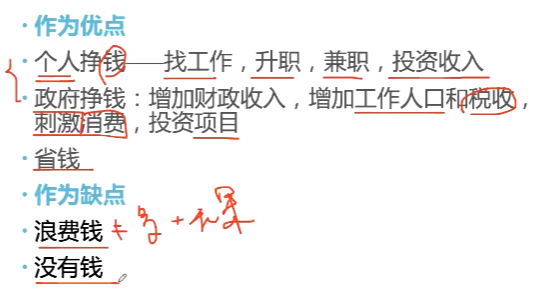 作为优点
个人挣钱——找工作，升职，兼职，投资收入
政府挣钱：增加财政收入，增加工作人口和税收，
刺激消费，投资项目
省钱
作为缺点
浪费钱
没有钱